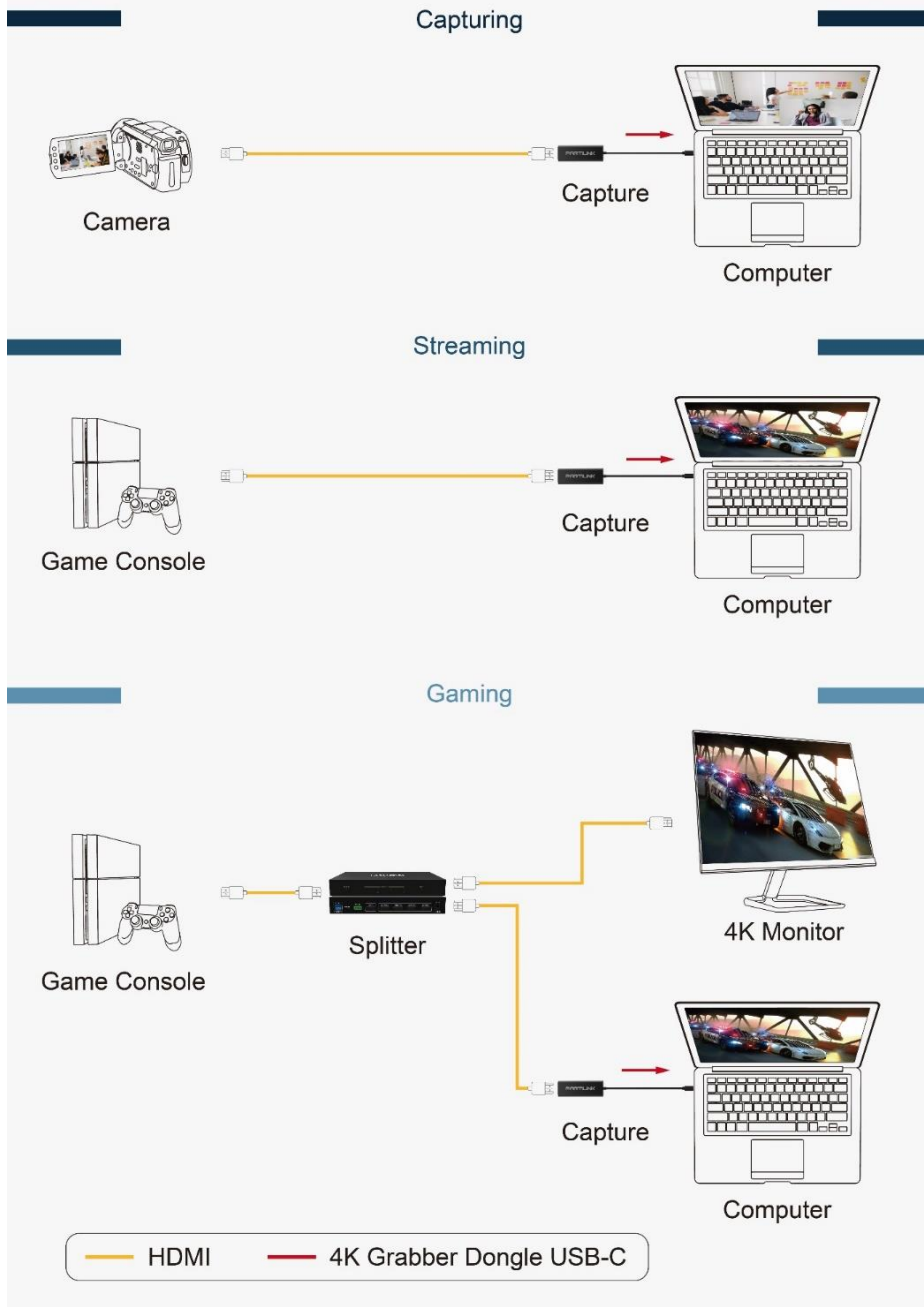 Capturing
Camera
Capture
Computer
Streaming
Game Console
Capture
Computer
Gaming
Game Console
Splitter
4K Monitor
Capture
Computer
HDMI
4K Grabber Dongle USB-C